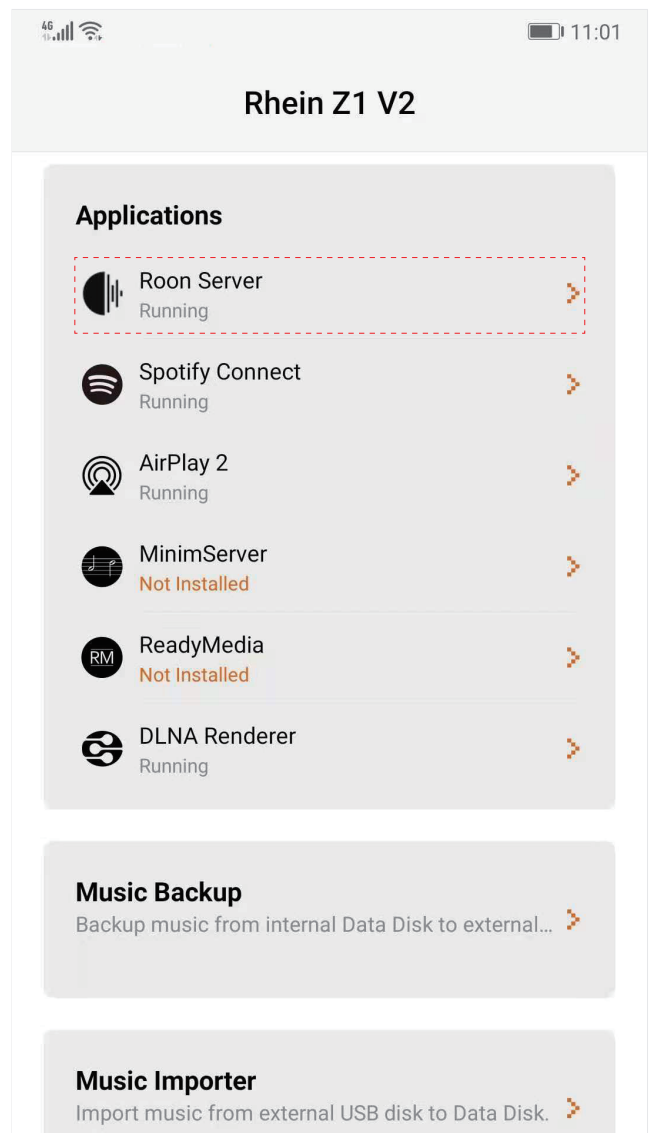 4G 11:01
Rhein Z1 V2
Applications
Roon Server
Running
Spotify Connect
Running
AirPlay 2
Running
MinimServer
Not Installed
RM
ReadyMedia
Not Installed
DLNA Renderer
Running
Music Backup
Backup music from internal Data Disk to external...
Music Importer
Import music from external USB disk to Data Disk.